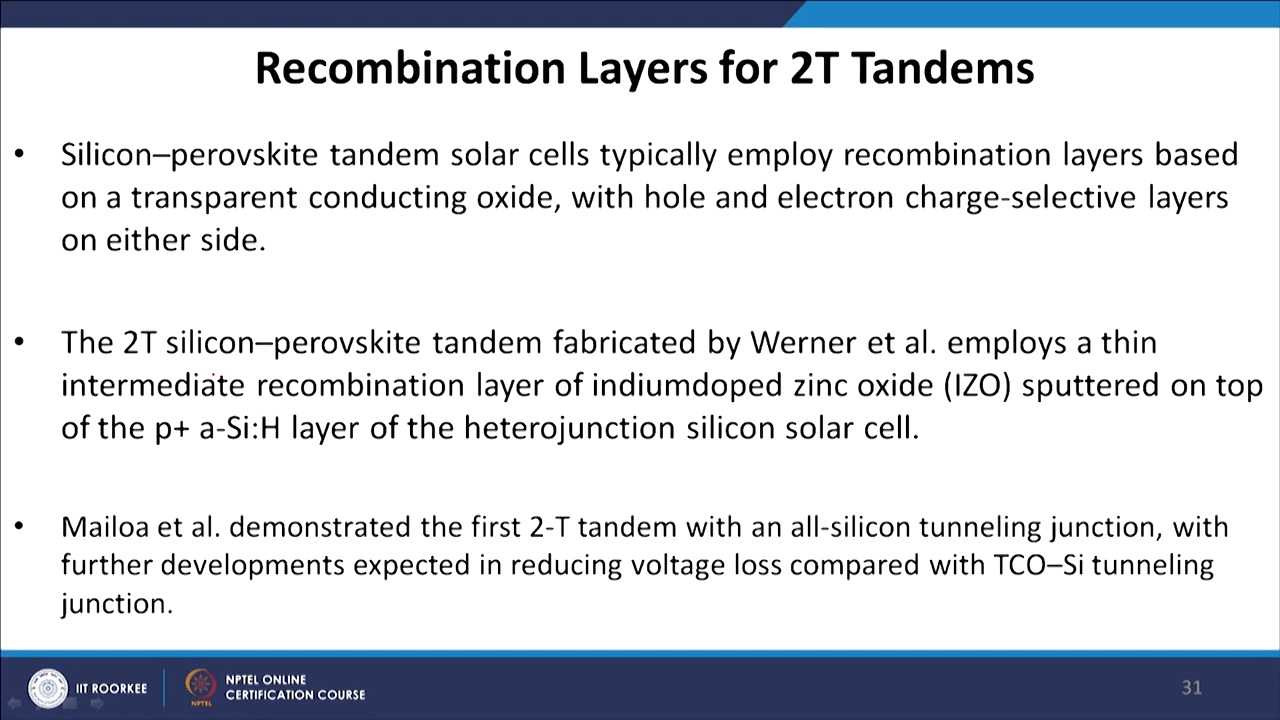 Recombination Layers for 2T Tandems
• Silicon–perovskite tandem solar cells typically employ recombination layers based
on a transparent conducting oxide, with hole and electron charge-selective layers
on either side.
• The 2T silicon–perovskite tandem fabricated by Werner et al. employs a thin
intermediate recombination layer of indiumdoped zinc oxide (IZO) sputtered on top
of the p+ a-Si:H layer of the heterojunction silicon solar cell.
• Mailoa et al. demonstrated the first 2-T tandem with an all-silicon tunneling junction, with
further developments expected in reducing voltage loss compared with TCO–Si tunneling
junction.
IIT ROORKEE
NPTEL
NPTEL ONLINE
CERTIFICATION COURSE
31